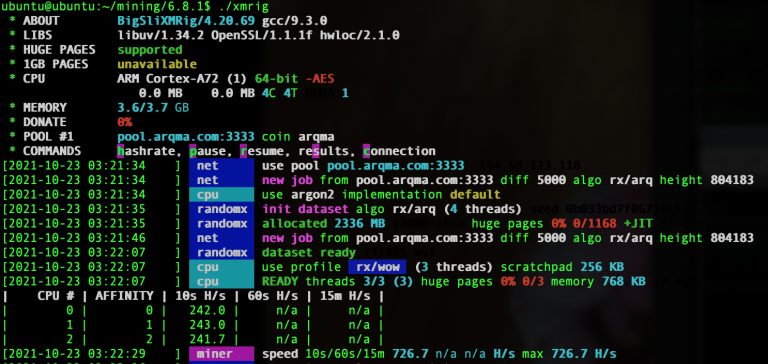 ubuntu@ubuntu:~/mining/6.8.1$ ./xmrig
* ABOUT BigSliXMRig/4.20.69 gcc/9.3.0
* LIBS libuv/1.34.2 OpenSSL/1.1.1f hwloc/2.1.0
* HUGE PAGES supported
* 1GB PAGES unavailable
* CPU ARM Cortex-A72 (1) 64-bit -AES
0.0 MB 0.0 MB 4C 4T NUMA 1
* MEMORY 3.6/3.7 GB
* DONATE 0%
* POOL #1 pool.arqma.com:3333 coin arqma
* COMMANDS hashrate, pause, resume, results, connection
[2021-10-23 03:21:34 ] net use pool pool.arqma.com:3333 164.68.123.118
[2021-10-23 03:21:34 ] net new job from pool.arqma.com:3333 diff 5000 algo rx/arq height 804183
[2021-10-23 03:21:34 ] cpu use argon2 implementation default
[2021-10-23 03:21:35 ] randomx init dataset algo rx/arq (4 threads)
[2021-10-23 03:21:35 ] randomx allocated 2336 MB huge pages 0% 0/1168 +JIT
[2021-10-23 03:21:46 ] net new job from pool.arqma.com:3333 diff 5000 algo rx/arq height 804183
[2021-10-23 03:22:07 ] randomx dataset ready
[2021-10-23 03:22:07 ] cpu use profile rx/wow (3 threads) scratchpad 256 KB
[2021-10-23 03:22:07 ] cpu READY threads 3/3 (3) huge pages 0% 0/3 memory 768 KB
| CPU # | AFFINITY | 10s H/s | 60s H/s | 15m H/s |
| 0 | 0 | 242.0 | n/a | n/a |
| 1 | 1 | 243.0 | n/a | n/a |
| 2 | 2 | 241.7 | n/a | n/a |
[2021-10-23 03:22:29 ] miner speed 10s/60s/15m 726.7 n/a n/a H/s max 726.7 H/s